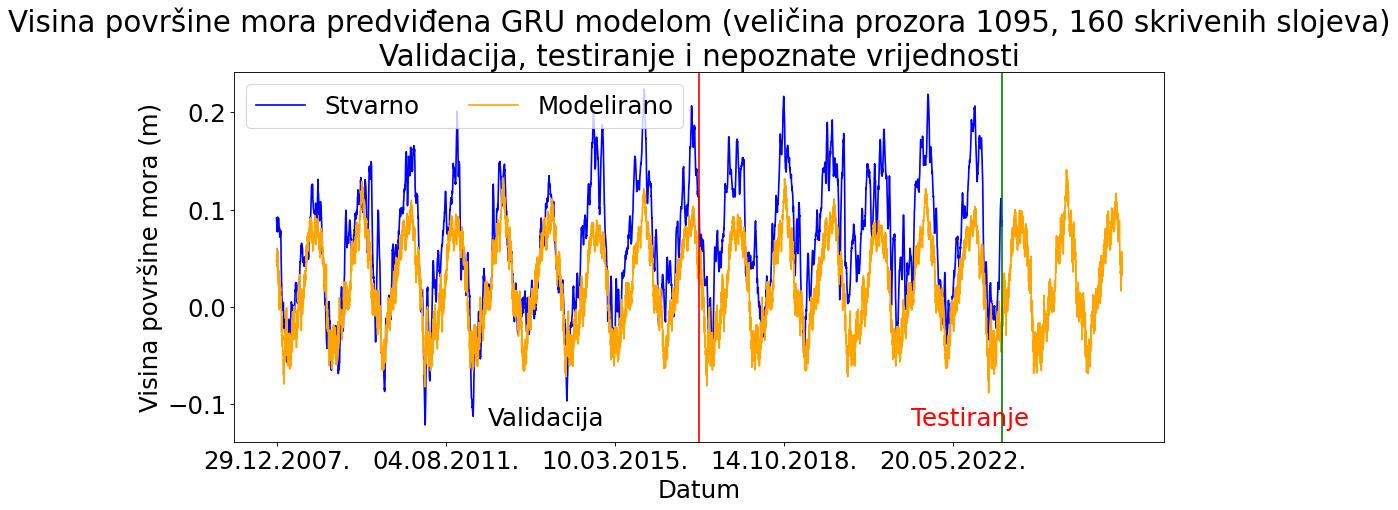 Visina površine mora predviđena GRU modelom (veličina prozora 1095, 160 skrivenih slojeva)
Validacija, testiranje i nepoznate vrijednosti
Stvarno
Modelirano
Visina površine mora (m)
0.2
0.1
0.0
−0.1
Validacija
Testiranje
29.12.2007.
04.08.2011.
10.03.2015.
14.10.2018.
20.05.2022.
Datum